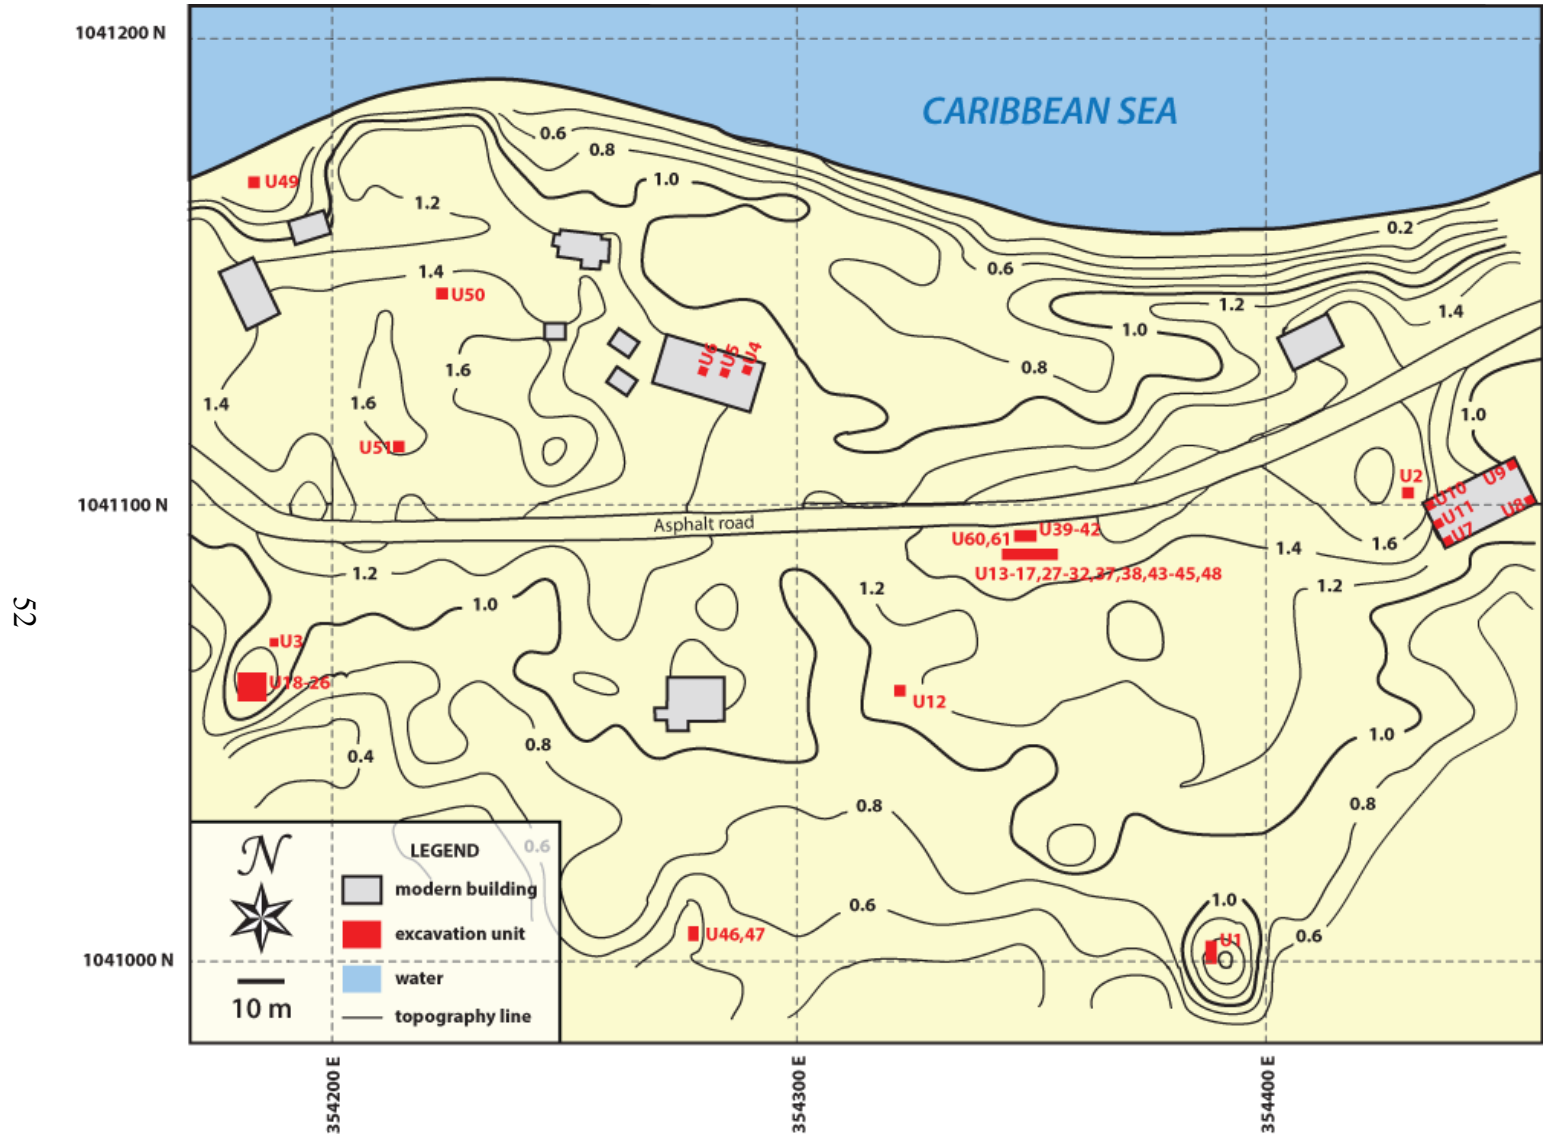 1041200 N
CARIBBEAN SEA
0.6
0.8
1.0
U49
1.2
0.2
0.6
1.4
U50
1.2
1.4
1.0
U6
U5
U4
0.8
1.6
1.4
1.6
1.0
U51
U2
U9
U10
U8
U11
U7
1041100 N
Asphalt road
U60,61
U39-42
1.6
1.4
U13-17,27-32,37,38,43-45,48
1.2
1.2
1.2
1.0
52
U3
U18-26
U12
1.0
0.8
0.4
0.8
0.8
N
LEGEND
0.6
modern building
excavation unit
water
10 m
topography line
0.6
1.0
U46,47
U1
0.6
1041000 N
354200 E
354300 E
354400 E